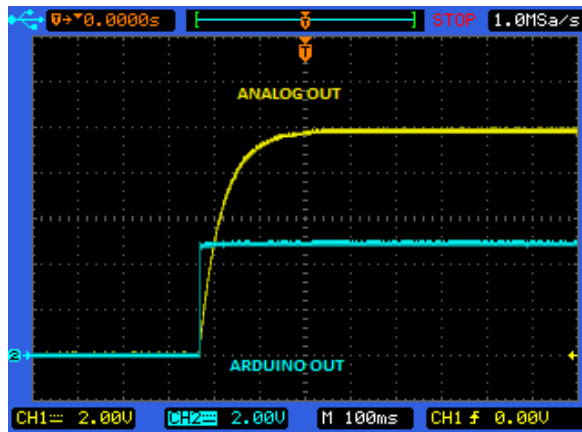 0.0000s STOP 1.0MSa/s
T
ANALOG OUT
2
ARDUINO OUT
CH1 2.00V CH2 2.00V M 100ms CH1 0.00V